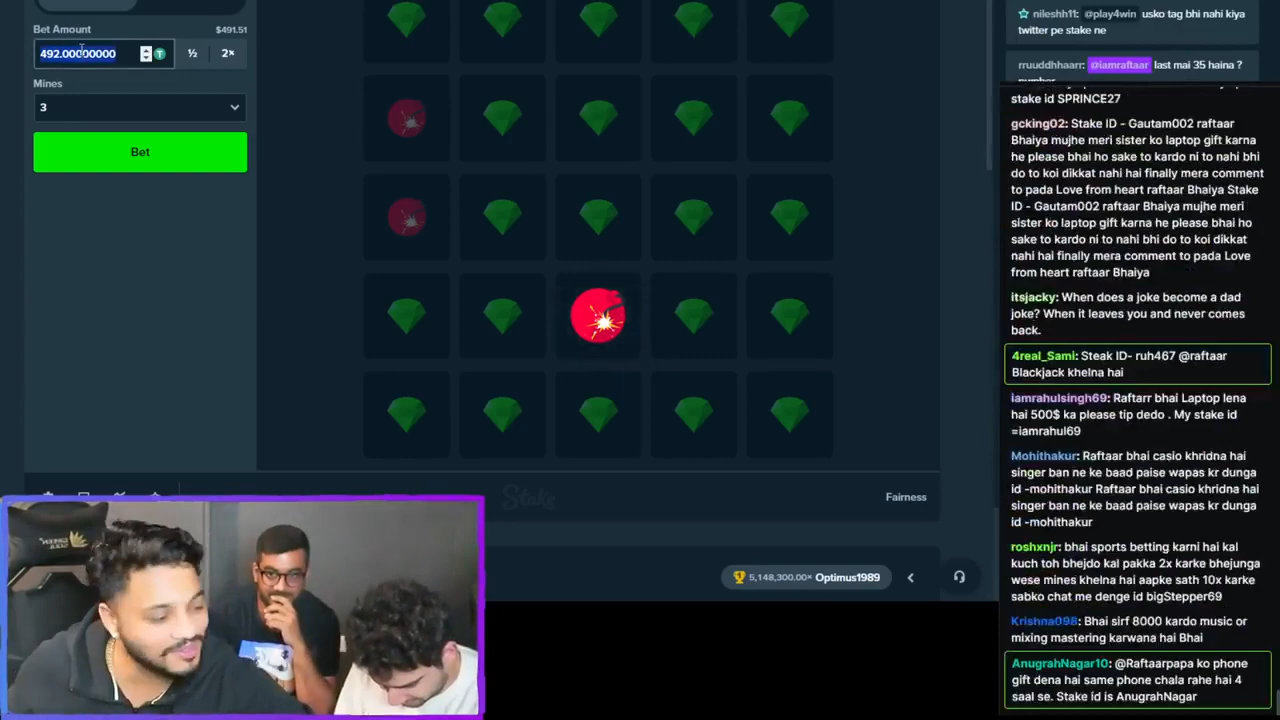 Bet Amount
$491.51
492.00000000
½
2×
Mines
3
Bet
Stake
Fairness
5,148,300.00× Optimus1989
nileshh11: @play4win usko tag bhi nahi kiya
twitter pe stake ne
rruuddhhaarr: @iamraftaar last mai 35 haina ?
number
stake id SPRINCE27
gcking02: Stake ID - Gautam002 raftaar
Bhaiya mujhe meri sister ko laptop gift karna
he please bhai ho sake to kardo ni to nahi bhi
do to koi dikkat nahi hai finally mera comment
to pada Love from heart raftaar Bhaiya Stake
ID - Gautam002 raftaar Bhaiya mujhe meri
sister ko laptop gift karna he please bhai ho
sake to kardo ni to nahi bhi do to koi dikkat
nahi hai finally mera comment to pada Love
from heart raftaar Bhaiya
itsjacky: When does a joke become a dad
joke? When it leaves you and never comes
back.
4real_Sami: Steak ID- ruh467 @raftaar
Blackjack khelna hai
iamrahulsingh69: Raftarr bhai Laptop lena
hai 500$ ka please tip dedo . My stake id
=iamrahul69
Mohithakur: Raftaar bhai casio khridna hai
singer ban ne ke baad paise wapas kr dunga
id -mohithakur Raftaar bhai casio khridna hai
singer ban ne ke baad paise wapas kr dunga
id -mohithakur
roshxnjr: bhai sports betting karni hai kal
kuch toh bhejdo kal pakka 2x karke bhejunga
wese mines khelna hai aapke sath 10x karke
sabko chat me denge id bigStepper69
Krishna098: Bhai sirf 8000 kardo music or
mixing mastering karwana hai Bhai
AnugrahNagar10: @Raftaarpapa ko phone
gift dena hai same phone chala rahe hai 4
saal se. Stake id is AnugrahNagar